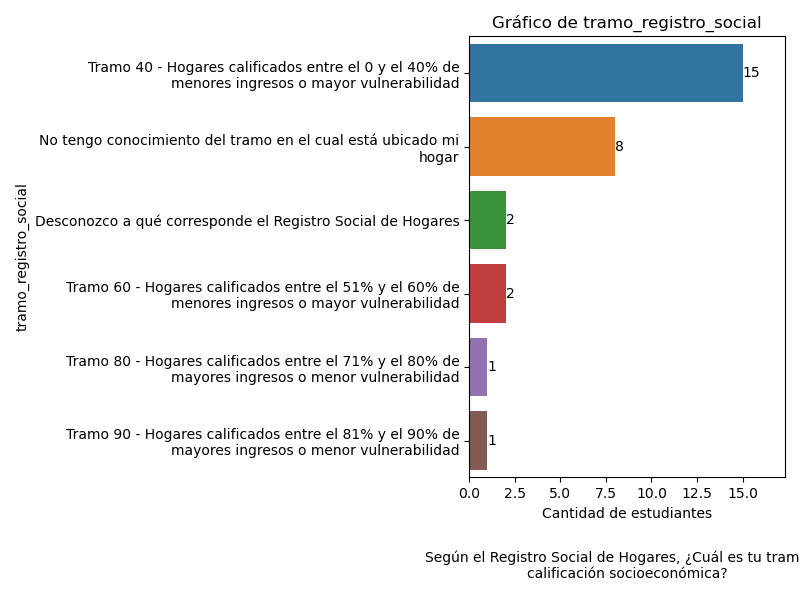 Gráfico de tramo_registro_social
Tramo 40 - Hogares calificados entre el 0 y el 40% de
menores ingresos o mayor vulnerabilidad
15
No tengo conocimiento del tramo en el cual está ubicado mi
hogar
8
Desconozco a qué corresponde el Registro Social de Hogares
2
Tramo 60 - Hogares calificados entre el 51% y el 60% de
menores ingresos o mayor vulnerabilidad
2
Tramo 80 - Hogares calificados entre el 71% y el 80% de
mayores ingresos o menor vulnerabilidad
1
Tramo 90 - Hogares calificados entre el 81% y el 90% de
mayores ingresos o menor vulnerabilidad
1
tramo_registro_social
0.0 2.5 5.0 7.5 10.0 12.5 15.0
Cantidad de estudiantes
Según el Registro Social de Hogares, ¿Cuál es tu tram
calificación socioeconómica?